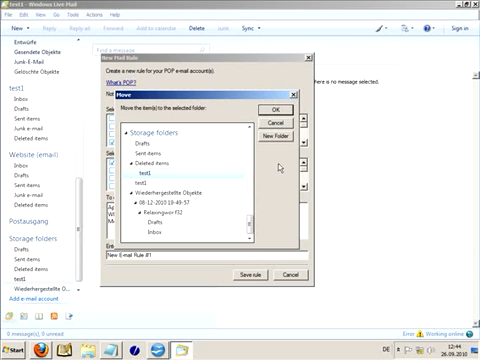 test1 - Windows Live Mail
File Edit View Go Tools Actions Help
New Reply Reply all Forward Add to calendar Delete Sync Sign in
Entwürfe
Gesendete Objekte
Junk-E-Mail
Gelöschte Objekte
test1
Inbox
Drafts
Sent items
Junk e-mail
Deleted items
Website (email)
Inbox
Drafts
Sent items
Junk e-mail
Deleted items
Postausgang
Storage folders
Drafts
Sent items
Deleted items
test1
Wiederhergestellte O...
Add e-mail account
Find a message
here is no message selected.
New Mail Rule
Create a new rule for your POP e-mail account(s).
What's POP?
Move
Move the item(s) to the selected folder:
OK
Cancel
New Folder
Storage folders
Drafts
Sent items
Deleted items
test1
test1
Wiederhergestellte Objekte
08-12-2010 19-49-57
Relaxingwor f32
Drafts
Inbox
New E-mail Rule #1
Save rule Cancel
0 message(s), 0 unread
Error Working online
Start
DE
12:44
26.09.2010